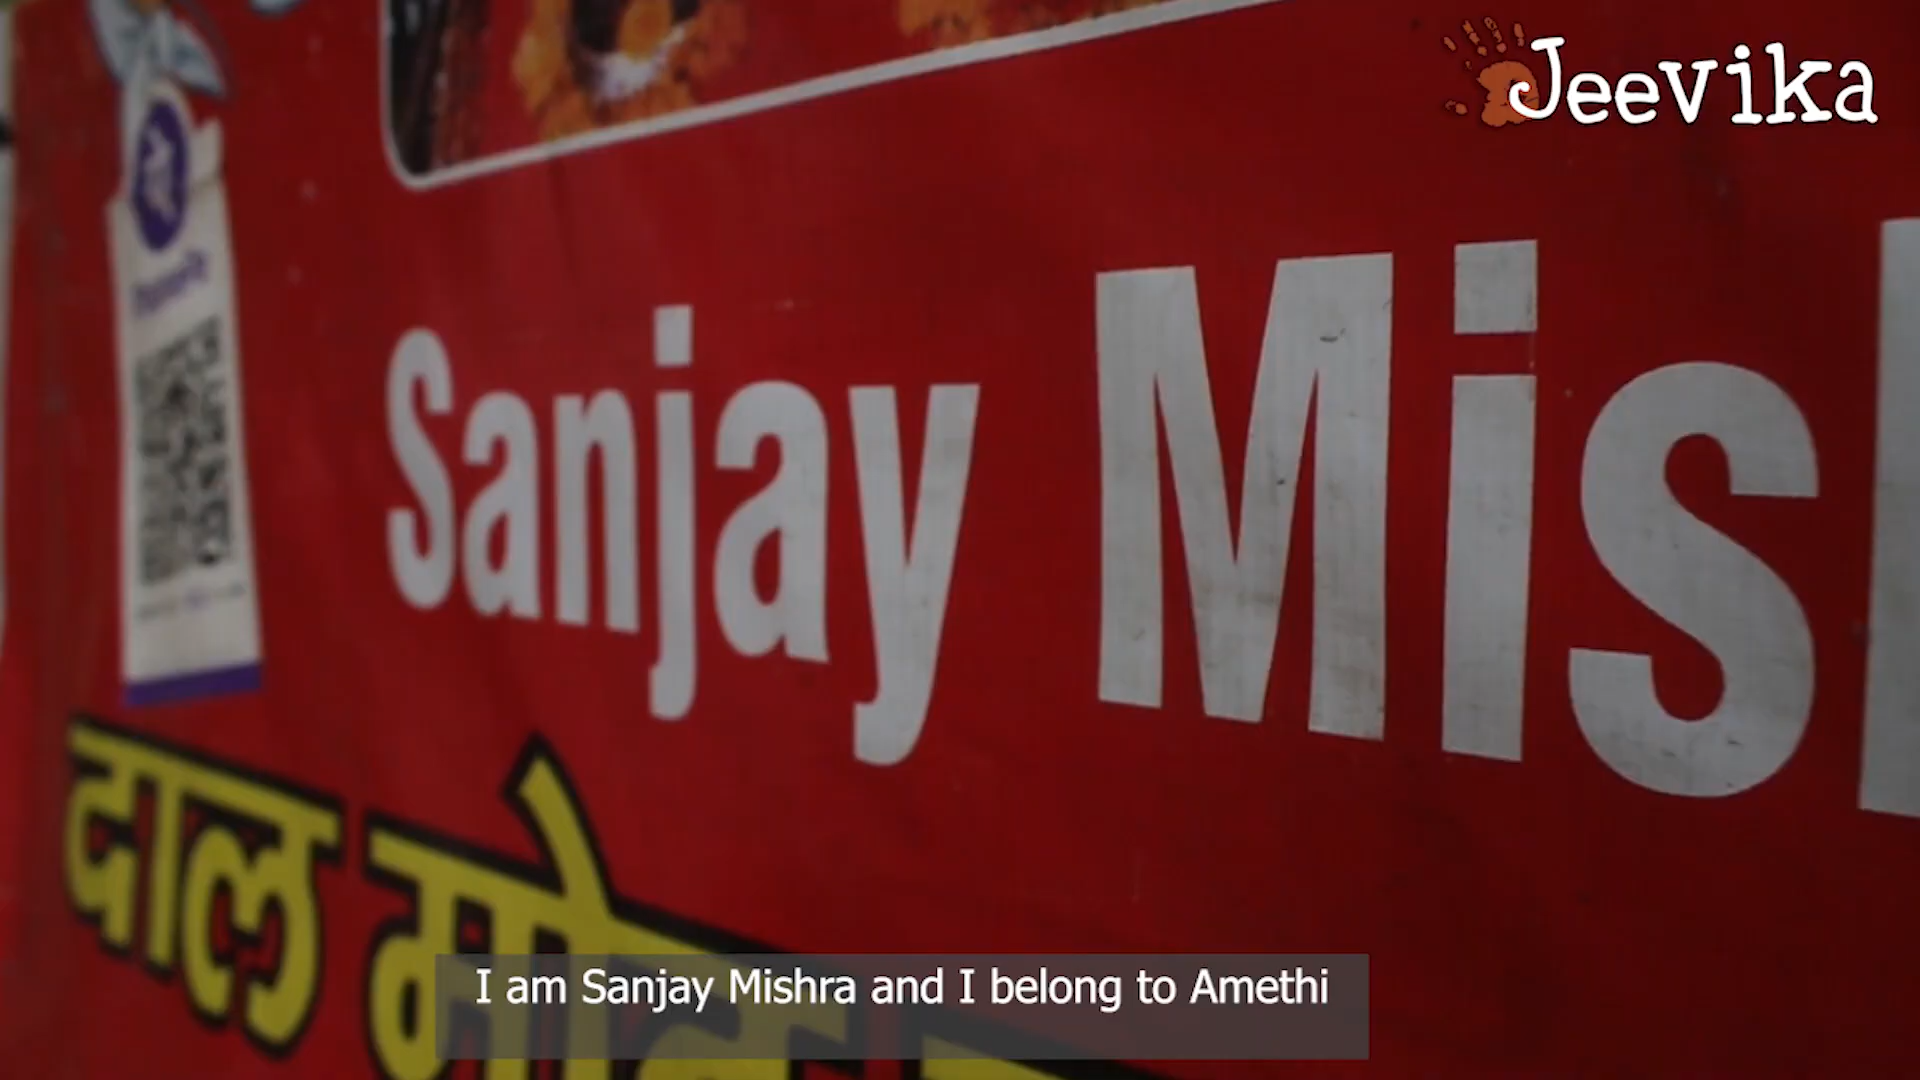 Jeevika
Sanjay Mis
दाल मो
I am Sanjay Mishra and I belong to Amethi